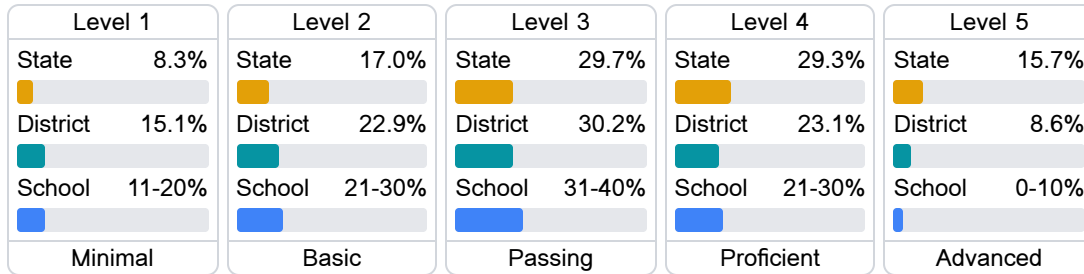 Level 1
State 8.3%
District 15.1%
School 11-20%
Minimal
Level 2
State 17.0%
District 22.9%
School 21-30%
Basic
Level 3
State 29.7%
District 30.2%
School 31-40%
Passing
Level 4
State 29.3%
District 23.1%
School 21-30%
Proficient
Level 5
State 15.7%
District 8.6%
School 0-10%
Advanced